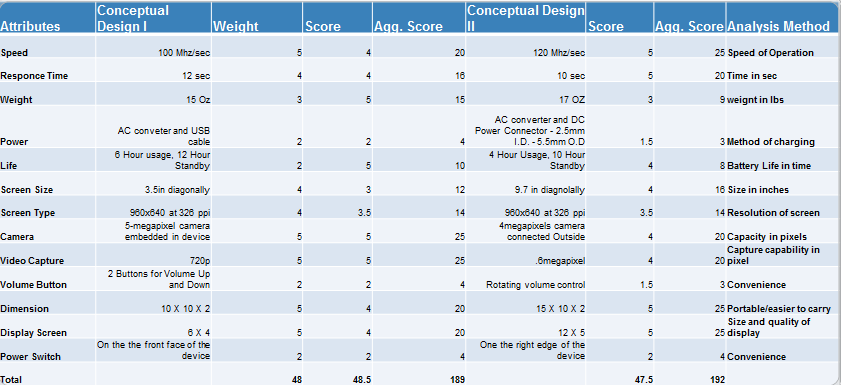 Attributes Conceptual Design I Weight Score Agg. Score Conceptual Design II Score Agg. Score Analysis Method
Speed 100 Mhz/sec 5 4 20 120 Mhz/sec 5 25 Speed of Operation
Responce Time 12 sec 4 4 16 10 sec 5 20 Time in sec
Weight 15 Oz 3 5 15 17 OZ 3 9 weignt in lbs
Power AC conveter and USB cable 2 2 4 AC converter and DC Power Connector - 2.5mm I.D. - 5.5mm O.D 1.5 3 Method of charging
Life 6 Hour usage, 12 Hour Standby 2 5 10 4 Hour Usage, 10 Hour Standby 4 8 Battery Life in time
Screen Size 3.5in diagonally 4 3 12 9.7 in diagnolally 4 16 Size in inches
Screen Type 960x640 at 326 ppi 4 3.5 14 960x640 at 326 ppi 3.5 14 Resolution of screen
Camera 5-megapixel camera embedded in device 5 5 25 4megapixels camera connected Outside 4 20 Capacity in pixels
Video Capture 720p 5 5 25 .6megapixel 4 20 Capture capability in pixel
Volume Button 2 Buttons for Volume Up and Down 2 2 4 Rotating volume control 1.5 3 Convenience
Dimension 10 X 10 X 2 5 4 20 15 X 10 X 2 5 25 Portable/easier to carry
Display Screen 6 X 4 5 4 20 12 X 5 5 25 Size and quality of display
Power Switch On the the front face of the device 2 2 4 One the right edge of the device 2 4 Convenience
Total 48 48.5 189 47.5 192